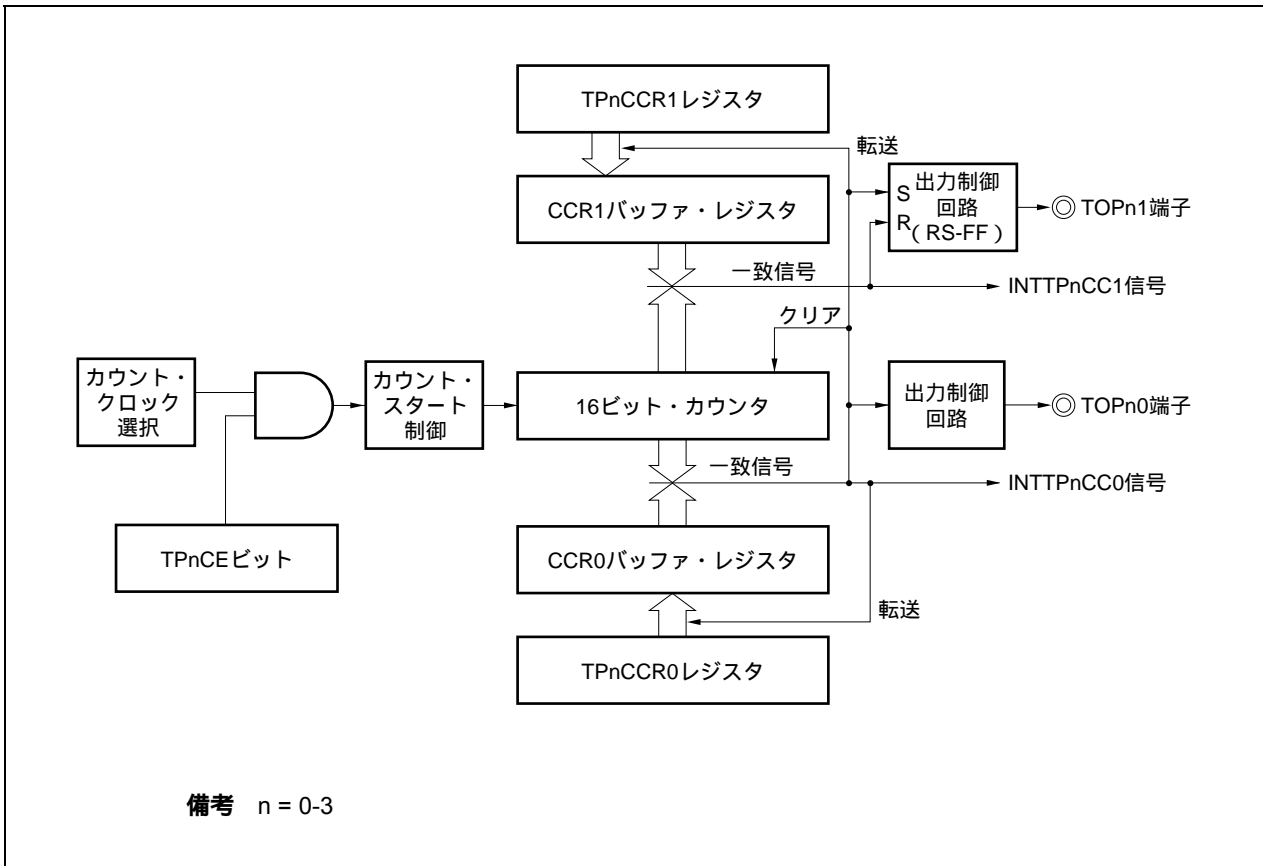 TPnCCR1レジスタ
転送
CCR1バッファ・レジスタ
S
R
出力制御
回路
(RS-FF)
TOPn1端子
一致信号
INTTPnCC1信号
クリア
カウント・
クロック
選択
カウント・
スタート
制御
16ビット・カウンタ
出力制御
回路
TOPn0端子
一致信号
INTTPnCC0信号
TPnCEビット
CCR0バッファ・レジスタ
転送
TPnCCR0レジスタ
備考 n = 0-3